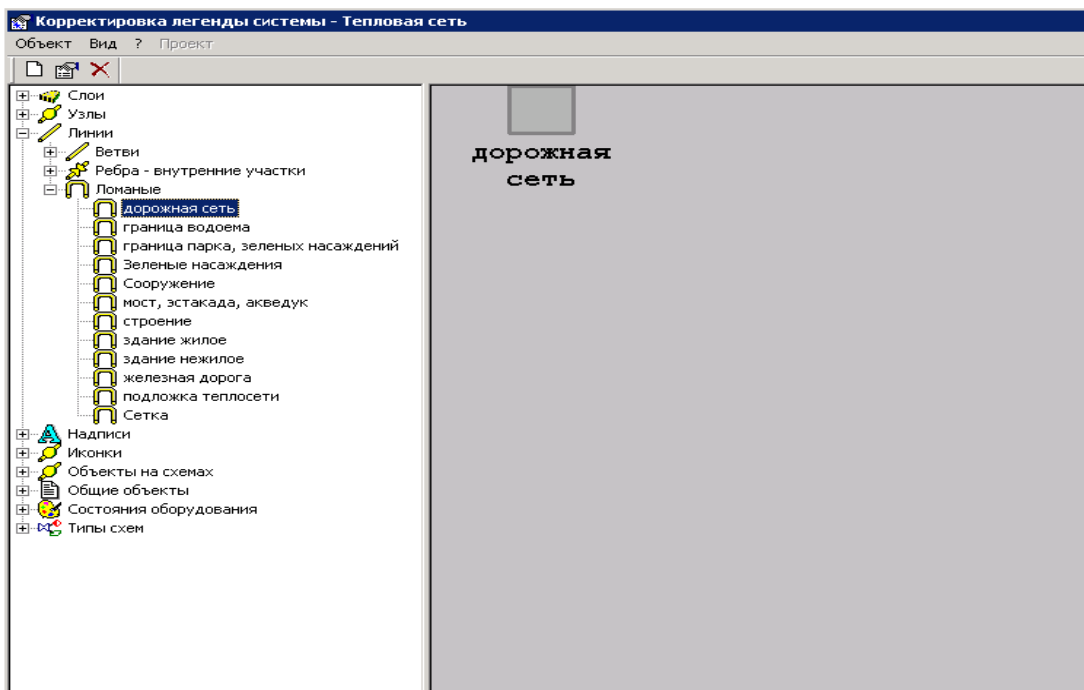 Корректировка легенды системы - Тепловая сеть
Объект Вид ? Проект
Слои
Узлы
Линии
Ветви
Ребра - внутренние участки
Ломаные
дорожная сеть
граница водоема
граница парка, зеленых насаждений
Зеленые насаждения
Сооружение
мост, эстакада, акведук
строение
здание жилое
здание нежилое
железная дорога
подложка теплосети
Сетка
Надписи
Иконки
Объекты на схемах
Общие объекты
Состояния оборудования
Типы схем
дорожная
сеть